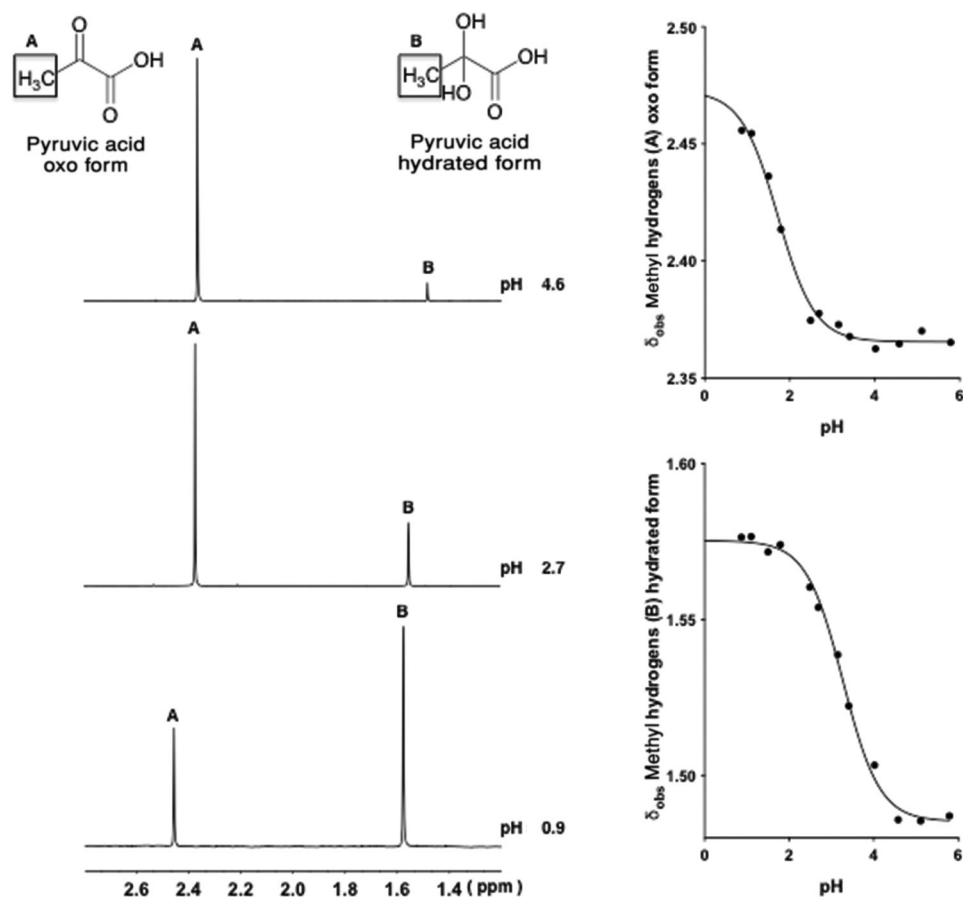 A
O
OH
H₃C
O
Pyruvic acid
oxo form
A
B
OH
OH
H₃C
HO
O
Pyruvic acid
hydrated form
B
pH 4.6
A
B
pH 2.7
A
B
pH 0.9
2.6 2.4 2.2 2.0 1.8 1.6 1.4 (ppm)
δobs Methyl hydrogens (A) oxo form
2.50
2.45
2.40
2.35
0 2 4 6
pH
δobs Methyl hydrogens (B) hydrated form
1.60
1.55
1.50
0 2 4 6
pH